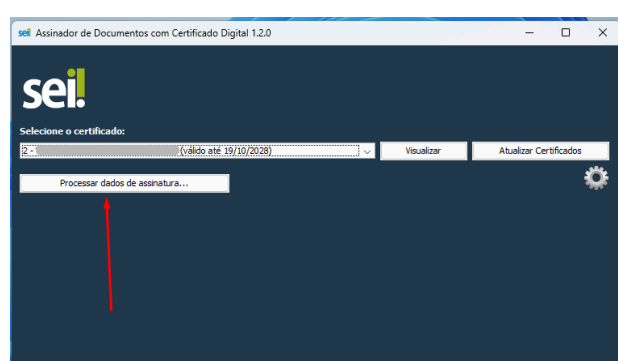 sei! Assinador de Documentos com Certificado Digital 1.2.0
sei!
Selecione o certificado:
2 - (válido até 19/10/2028)
Visualizar
Atualizar Certificados
Processar dados de assinatura...